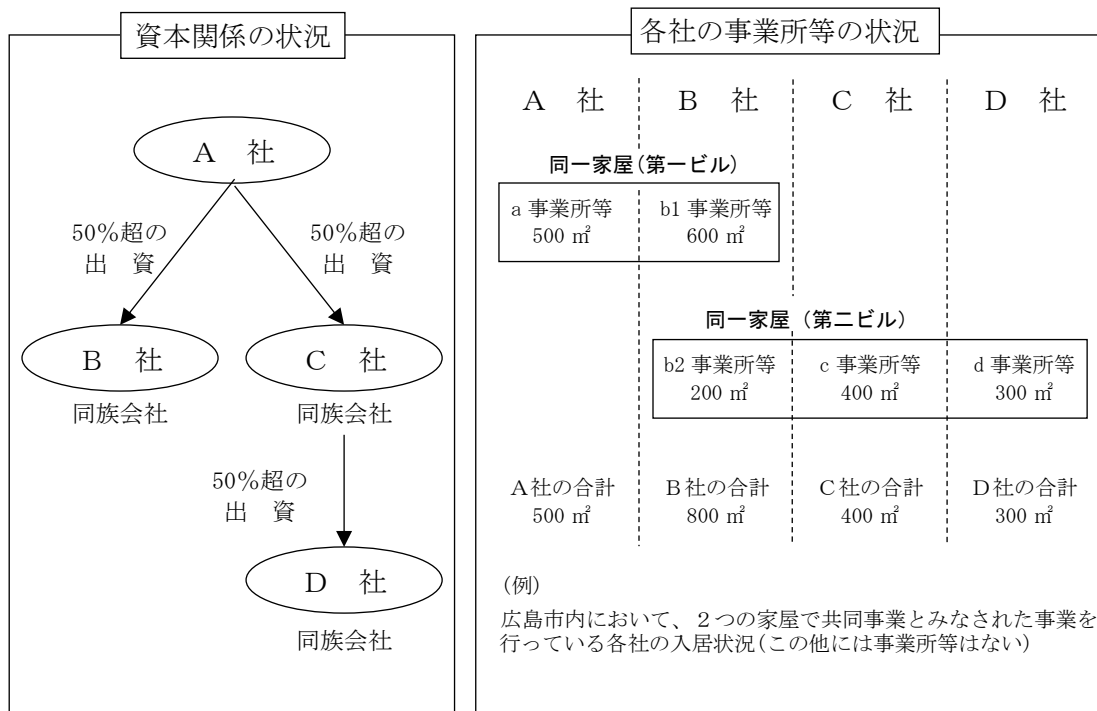 資本関係の状況
A 社
50%超の
出 資
50%超の
出 資
B 社
C 社
同族会社
同族会社
50%超の
出 資
D 社
同族会社
各社の事業所等の状況
A 社
B 社
C 社
D 社
同一家屋(第一ビル)
a 事業所等
500 ㎡
b1 事業所等
600 ㎡
同一家屋 (第二ビル)
b2 事業所等
200 ㎡
c 事業所等
400 ㎡
d 事業所等
300 ㎡
A社の合計
500 ㎡
B社の合計
800 ㎡
C社の合計
400 ㎡
D社の合計
300 ㎡
(例)
広島市内において、２つの家屋で共同事業とみなされた事業を
行っている各社の入居状況(この他には事業所等はない)